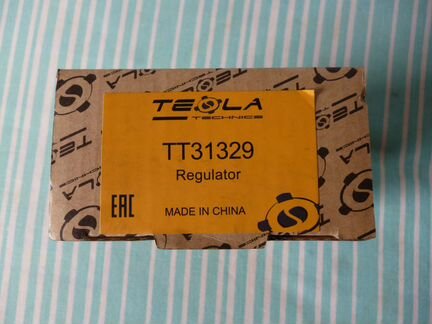 TESLA
TECHNICS
TT31329
Regulator
EAC
MADE IN CHINA